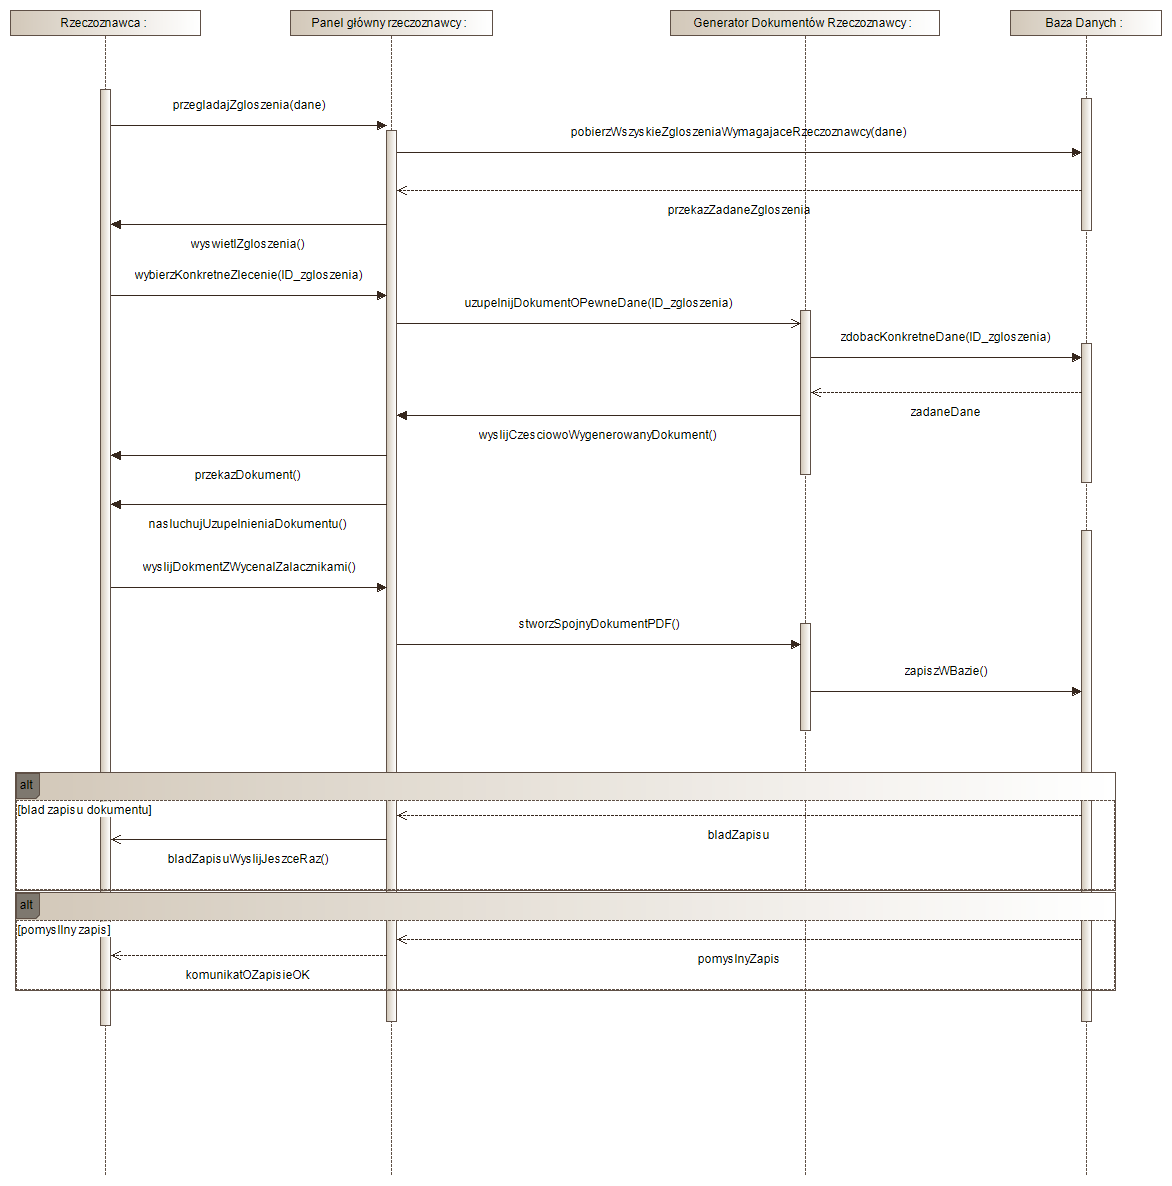 Rzeczoznawca :
Panel główny rzeczoznawcy :
Generator Dokumentów Rzeczoznawcy :
Baza Danych :
przegladajZgloszenia(dane)
pobierzWszyskieZgloszeniaWymagajaceRzeczoznawcy(dane)
przekazZadaneZgloszenia
wyswietlZgloszenia()
wybierzKonkretneZlecenie(ID_zgloszenia)
uzupelnijDokumentOPewneDane(ID_zgloszenia)
zdobacKonkretneDane(ID_zgloszenia)
zadaneDane
wyslijCzesciowoWygenerowanyDokument()
przekazDokument()
nasluchujUzupelnieniaDokumentu()
wyslijDokmentZWycenaIZalacznikami()
stworzSpojnyDokumentPDF()
zapiszWBazie()
alt
[blad zapisu dokumentu]
bladZapisu
bladZapisuWyslijJeszczeRaz()
alt
[pomysllny zapis]
pomyslnyZapis
komunikatOZapisieOK